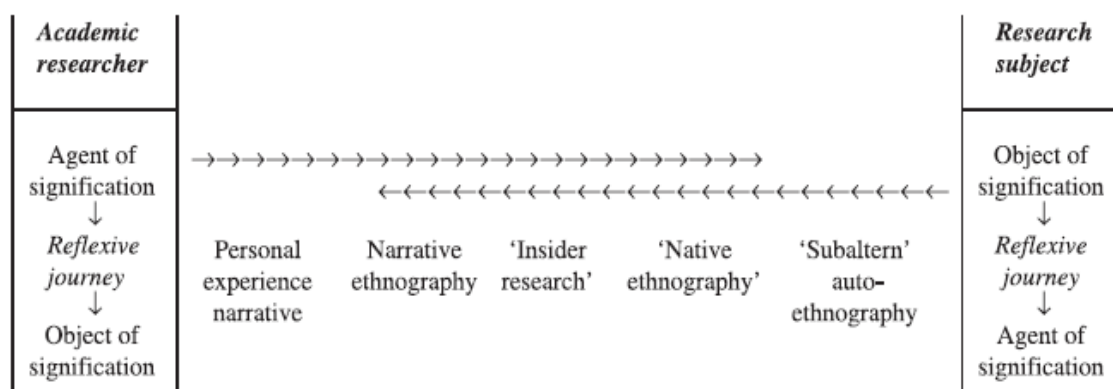 Academic
researcher
Research
subject
Agent of
signification
↓
Reflexive
journey
↓
Object of
signification
Personal
experience
narrative
Narrative
ethnography
'Insider
research'
'Native
ethnography'
'Subaltern'
auto-
ethnography
Object of
signification
↓
Reflexive
journey
↓
Agent of
signification